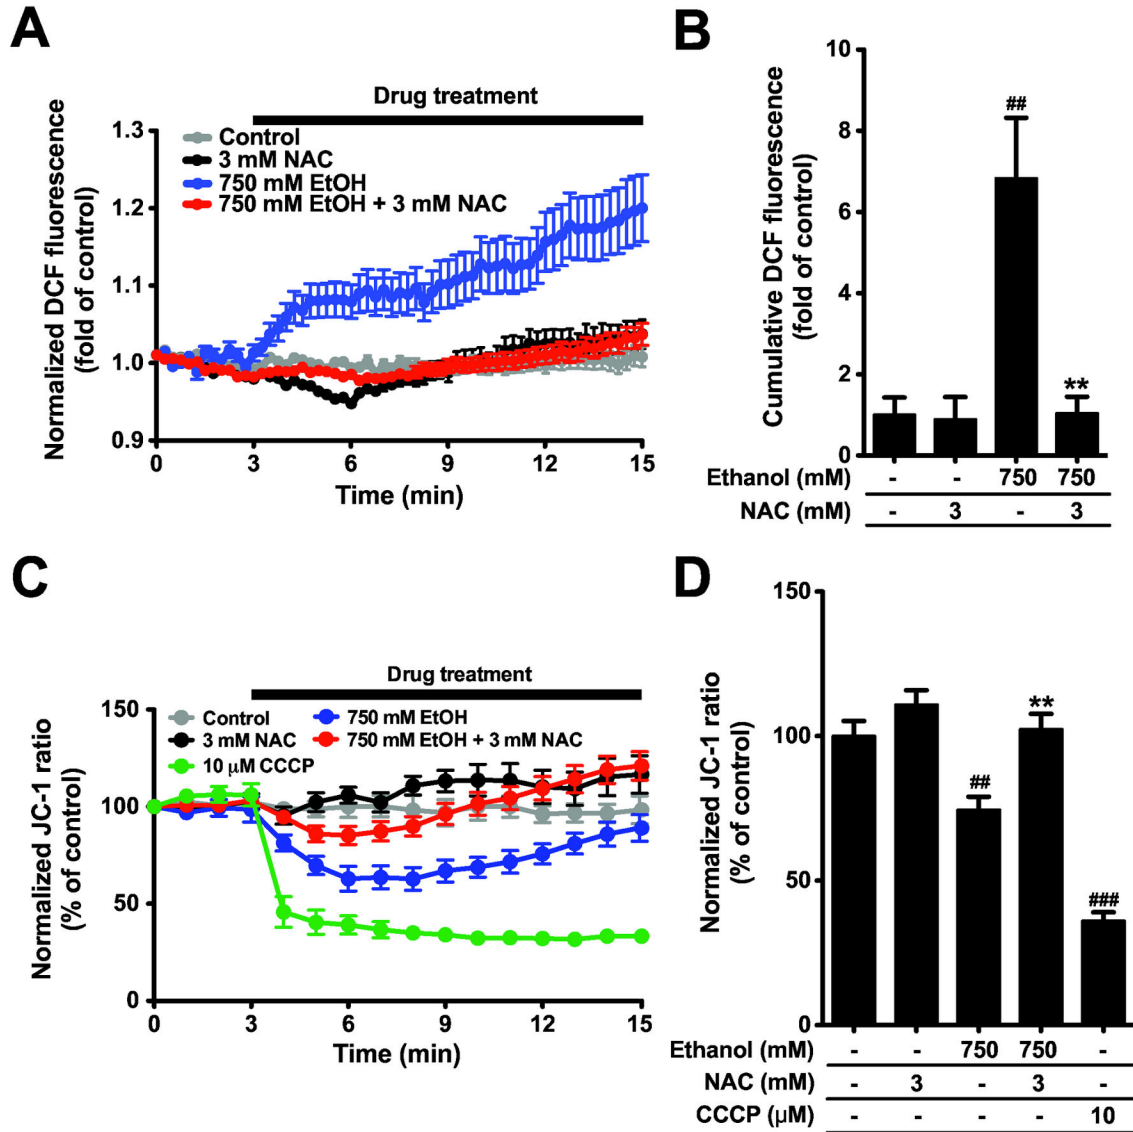 A
Drug treatment
Normalized DCF fluorescence
(fold of control)
1.3
1.2
1.1
1.0
0.9
Control
3 mM NAC
750 mM EtOH
750 mM EtOH + 3 mM NAC
0 3 6 9 12 15
Time (min)
B
Cumulative DCF fluorescence
(fold of control)
10
8
6
4
2
0
##
**
Ethanol (mM) - - 750 750
NAC (mM) - 3 - 3
C
Drug treatment
Normalized JC-1 ratio
(% of control)
150
100
50
0
Control 750 mM EtOH
3 mM NAC 750 mM EtOH + 3 mM NAC
10 μM CCCP
0 3 6 9 12 15
Time (min)
D
Normalized JC-1 ratio
(% of control)
150
100
50
0
##
**
###
Ethanol (mM) - - 750 750 -
NAC (mM) - 3 - 3 -
CCCP (μM) - - - - 10